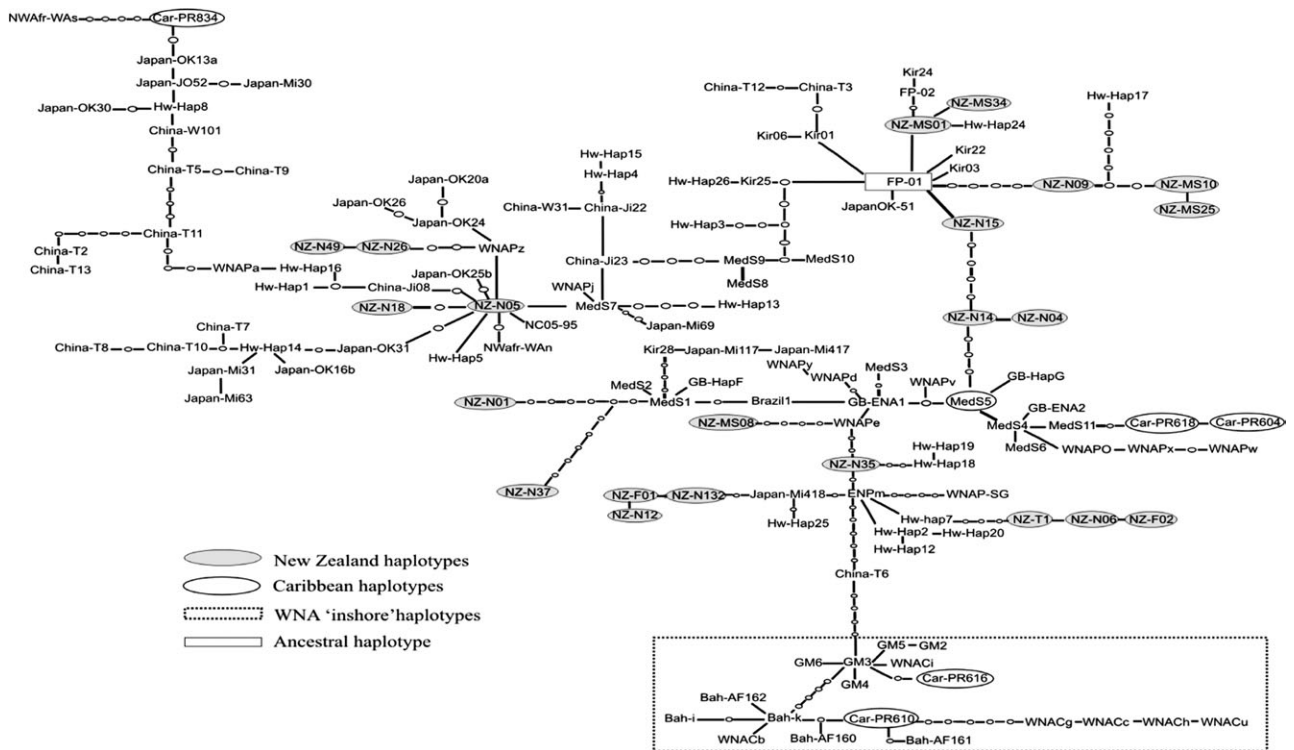 NWAfr-WAs Car-PR834
Japan-OK13a
Japan-JO52 Japan-Mi30
Japan-OK30 Hw-Hap8
China-W101
China-T5 China-T9
China-T11
China-T2
China-T13
WNAPa Hw-Hap16
Hw-Hap1 China-Ji08
Japan-OK20a
Japan-OK26
Japan-OK24
NZ-N49 NZ-N26 WNAPz
Japan-OK25b
NZ-N18 NZ-N05
NC05-95
NWafr-WAn
Hw-Hap5
China-T7
China-T8 China-T10 Hw-Hap14 Japan-OK31
Japan-Mi31 Japan-OK16b
Japan-Mi63
Hw-Hap15
Hw-Hap4
China-W31 China-Ji22
China-Ji23 MedS9 MedS10
MedS8
WNAPj
MedS7 Hw-Hap13
Japan-Mi69
China-T12 China-T3
Kir06 Kir01
Hw-Hap26 Kir25
Hw-Hap3
Kir24
FP-02
NZ-MS34
NZ-MS01 Hw-Hap24
Kir22
Kir03
FP-01
JapanOK-51
Hw-Hap17
NZ-N09 NZ-MS10
NZ-MS25
NZ-N15
NZ-N14 NZ-N04
Kir28 Japan-Mi117 Japan-Mi417
WNAPy
WNAPd MedS3
MedS2 GB-HapF
WNAPv GB-HapG
NZ-N01 MedS1 Brazil1 GB-ENA1 MedS5
GB-ENA2
MedS4 MedS11 Car-PR618 Car-PR604
MedS6 WNAPO WNAPx WNAPw
NZ-MS08 WNAPe
NZ-N37
Hw-Hap19
NZ-N35 Hw-Hap18
NZ-F01 NZ-N132 Japan-Mi418 ENPm WNAP-SG
NZ-N12
Hw-Hap25
Hw-hap7 NZ-T1 NZ-N06 NZ-F02
Hw-Hap2 Hw-Hap20
Hw-Hap12
China-T6
New Zealand haplotypes
Caribbean haplotypes
WNA 'inshore'haplotypes
Ancestral haplotype
GM5 GM2
GM6 GM3 WNACi
GM4 Car-PR616
Bah-AF162
Bah-i Bah-k Car-PR610 WNACg WNACc WNACh WNACu
WNACb Bah-AF160 Bah-AF161